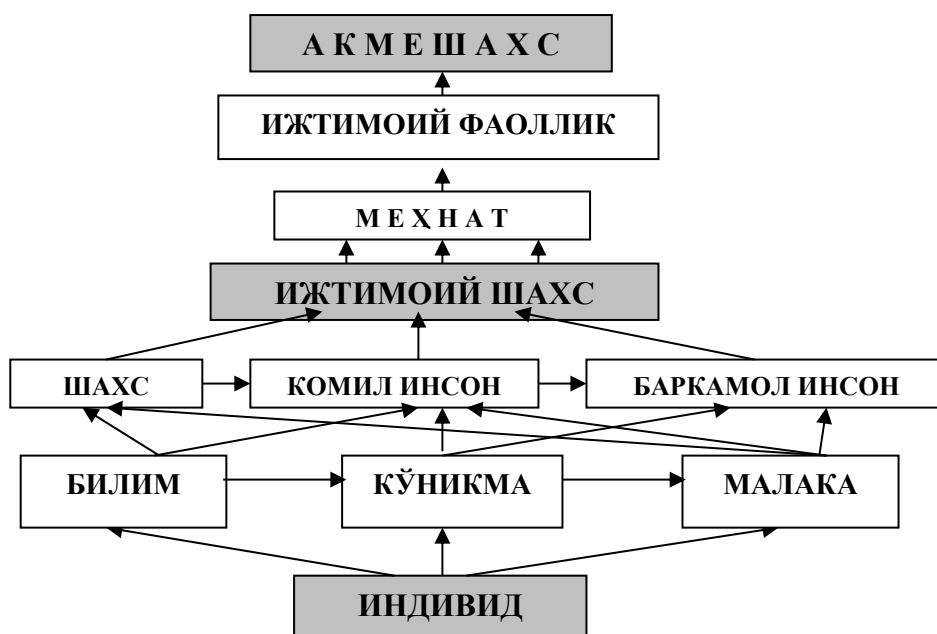 А К М Е Ш А Х С
ИЖТИМОИЙ ФАОЛЛИК
М Е Ҳ Н А Т
ИЖТИМОИЙ ШАХС
ШАХС
КОМИЛ ИНСОН
БАРКАМОЛ ИНСОН
БИЛИМ
КЎНИКМА
МАЛАКА
ИНДИВИД